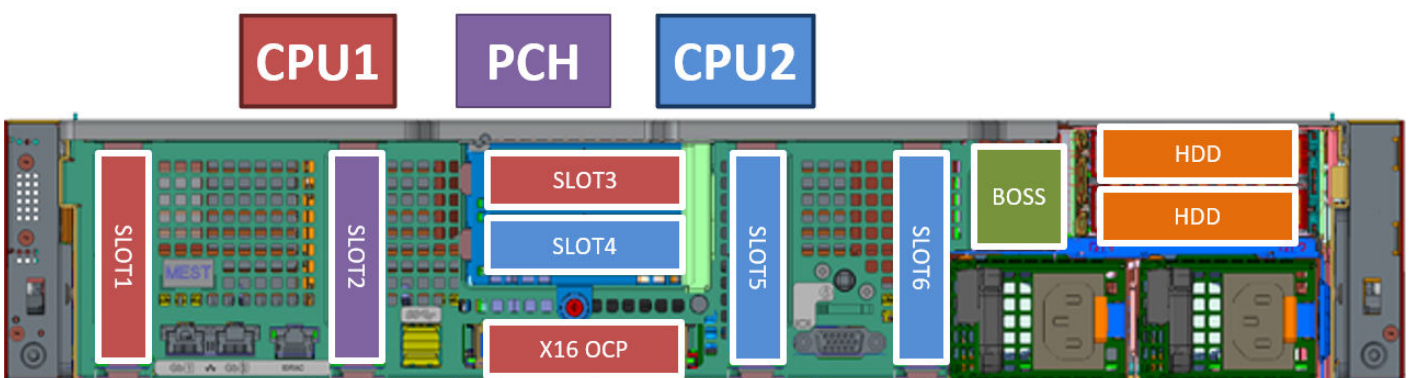 CPU1
PCH
CPU2
SLOT1
SLOT2
SLOT3
SLOT4
X16 OCP
SLOT5
SLOT6
BOSS
HDD
HDD
MEST